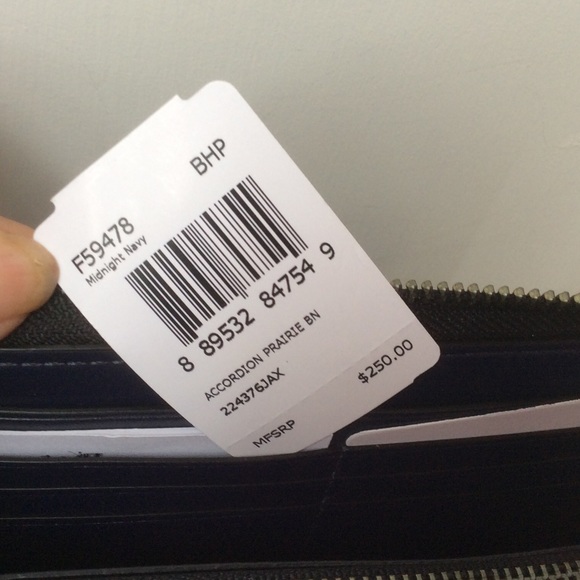 F59478
BHP
Midnight Navy
8 89532 84754 9
ACCORDION PRAIRIE BN
224376JAX
MFSRP
$250.00